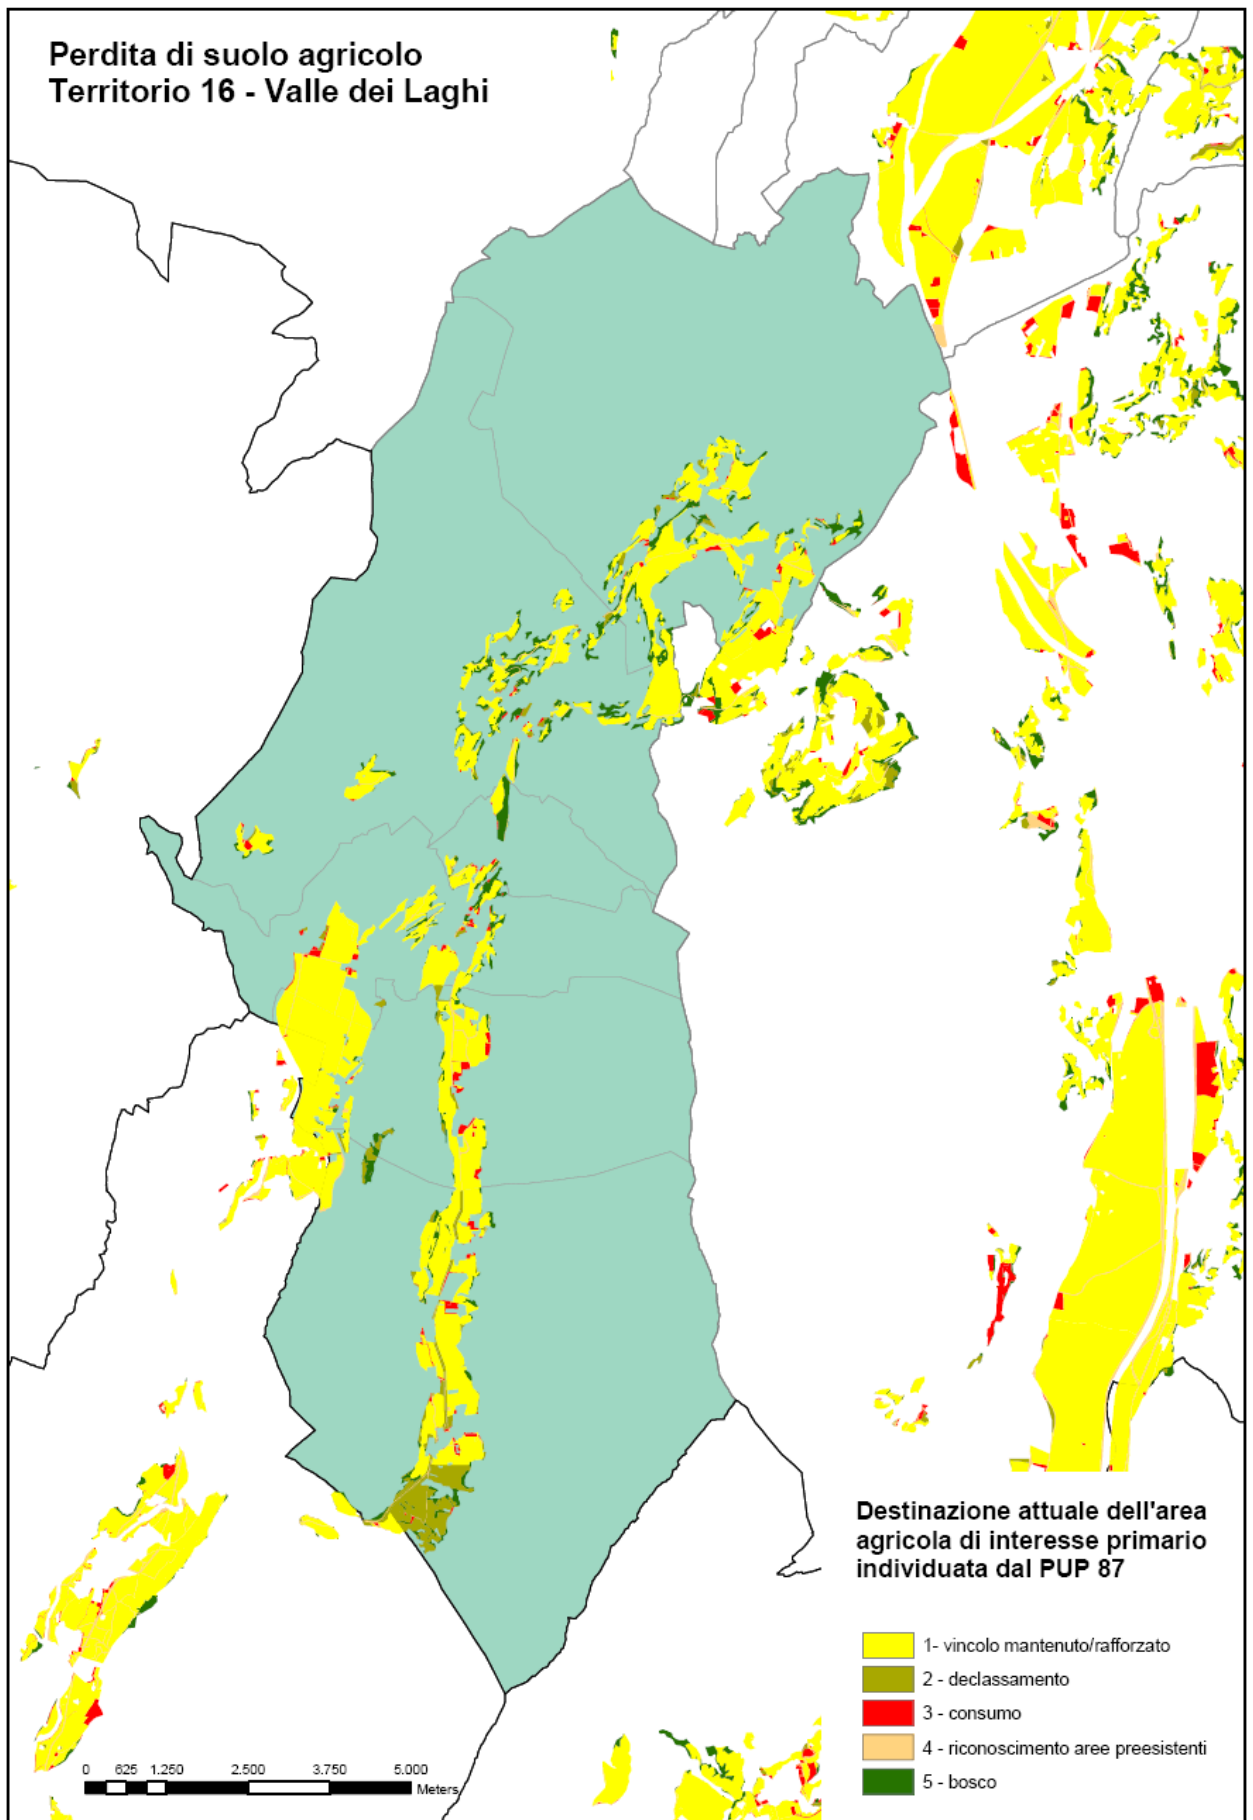 Perdita di suolo agricolo
Territorio 16 - Valle dei Laghi
Destinazione attuale dell'area
agricola di interesse primario
individuata dal PUP 87
1- vincolo mantenuto/rafforzato
2 - declassamento
3 - consumo
4 - riconoscimento aree preesistenti
5 - bosco
0 625 1.250 2.500 3.750 5.000
Meters